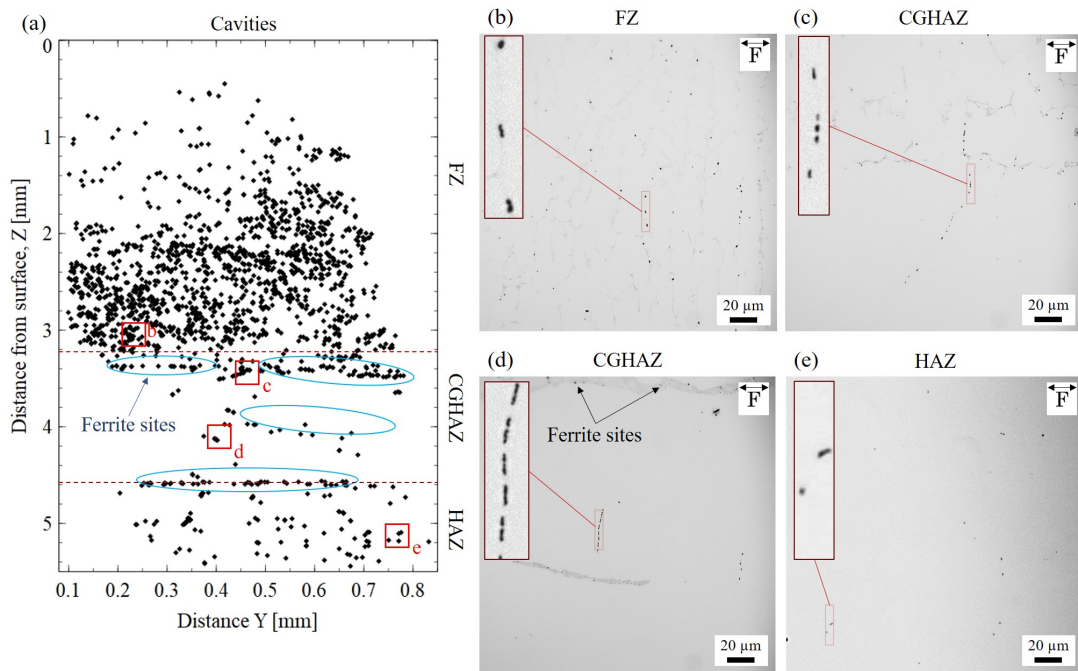 (a)
Cavities
0
1
2
3
4
5
0.1 0.2 0.3 0.4 0.5 0.6 0.7 0.8
Distance Y [mm]
Distance from surface, Z [mm]
FZ
CGHAZ
HAZ
b
c
d
e
Ferrite sites
(b)
FZ
F
20 µm
(c)
CGHAZ
F
20 µm
(d)
CGHAZ
Ferrite sites
F
20 µm
(e)
HAZ
F
20 µm